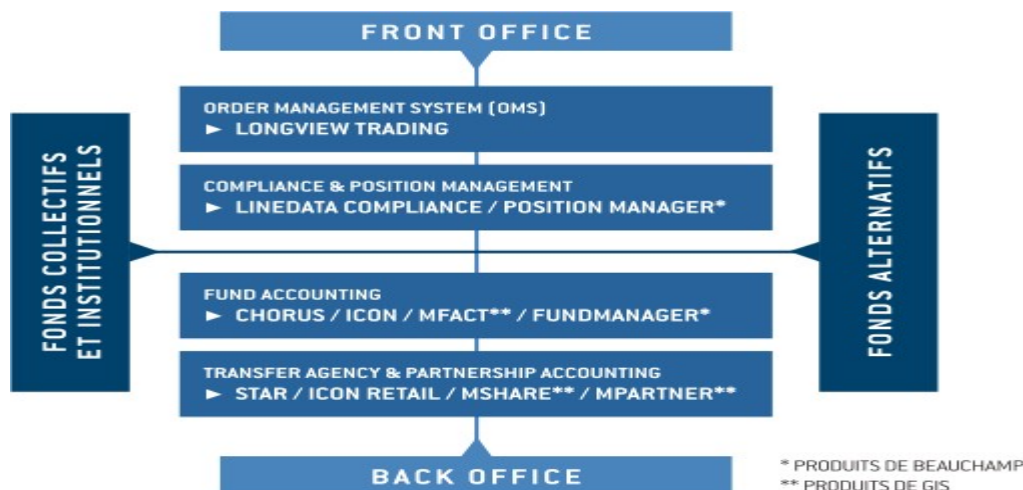 FRONT OFFICE
ORDER MANAGEMENT SYSTEM (OMS)
► LONGVIEW TRADING
COMPLIANCE & POSITION MANAGEMENT
► LINEDATA COMPLIANCE / POSITION MANAGER*
FONDS COLLECTIFS
ET INSTITUTIONNELS
FONDS ALTERNATIFS
FUND ACCOUNTING
► CHORUS / ICON / MFACT** / FUNDMANAGER*
TRANSFER AGENCY & PARTNERSHIP ACCOUNTING
► STAR / ICON RETAIL / MSHARE** / MPARTNER**
BACK OFFICE
* PRODUITS DE BEAUCHAMP
** PRODUITS DE GIS